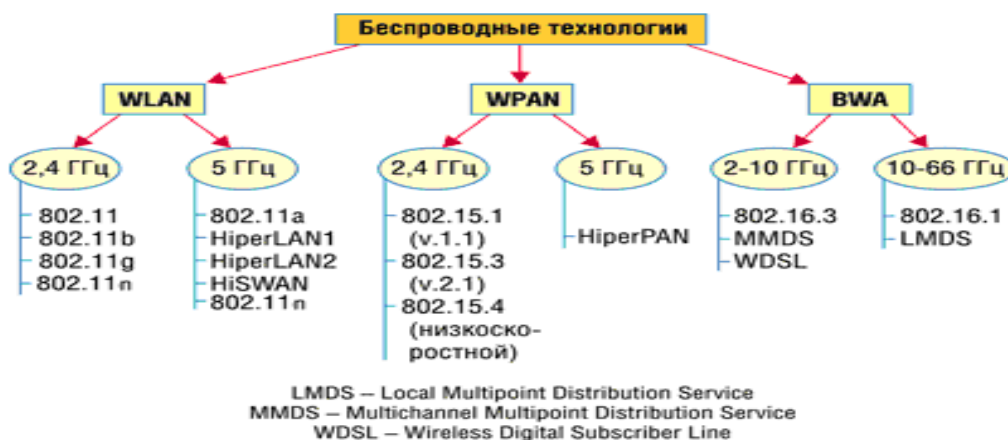 Беспроводные технологии
WLAN
WPAN
BWA
2,4 ГГц
5 ГГц
2,4 ГГц
5 ГГц
2-10 ГГц
10-66 ГГц
802.11
802.11b
802.11g
802.11n
802.11a
HiperLAN1
HiperLAN2
HiSWAN
802.11n
802.15.1
(v.1.1)
802.15.3
(v.2.1)
802.15.4
(низкоско-
ростной)
HiperPAN
802.16.3
MMDS
WDSL
802.16.1
LMDS
LMDS – Local Multipoint Distribution Service
MMDS – Multichannel Multipoint Distribution Service
WDSL – Wireless Digital Subscriber Line